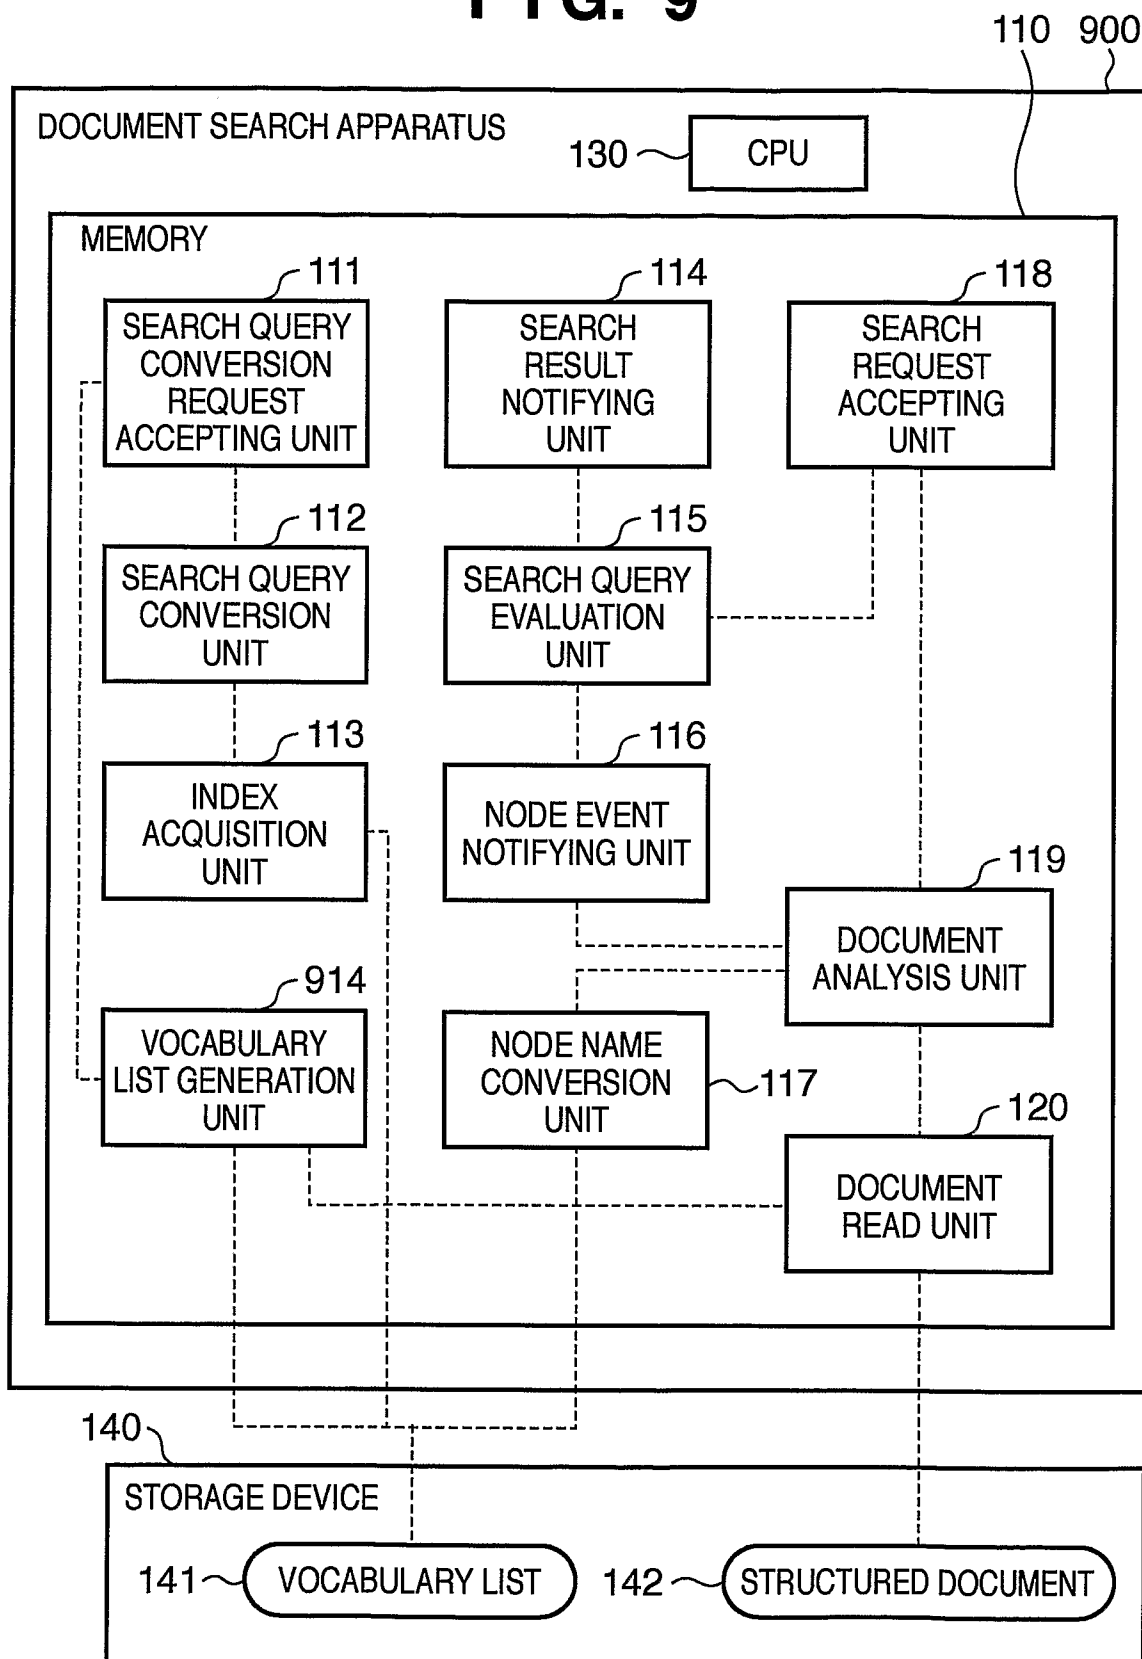 FIG. 9
110 900
DOCUMENT SEARCH APPARATUS
130
CPU
MEMORY
111
SEARCH QUERY
CONVERSION
REQUEST
ACCEPTING UNIT
114
SEARCH
RESULT
NOTIFYING
UNIT
118
SEARCH
REQUEST
ACCEPTING
UNIT
112
SEARCH QUERY
CONVERSION
UNIT
115
SEARCH QUERY
EVALUATION
UNIT
113
INDEX
ACQUISITION
UNIT
116
NODE EVENT
NOTIFYING UNIT
119
DOCUMENT
ANALYSIS UNIT
914
VOCABULARY
LIST GENERATION
UNIT
NODE NAME
CONVERSION
UNIT
117
120
DOCUMENT
READ UNIT
140
STORAGE DEVICE
141
VOCABULARY LIST
142
STRUCTURED DOCUMENT